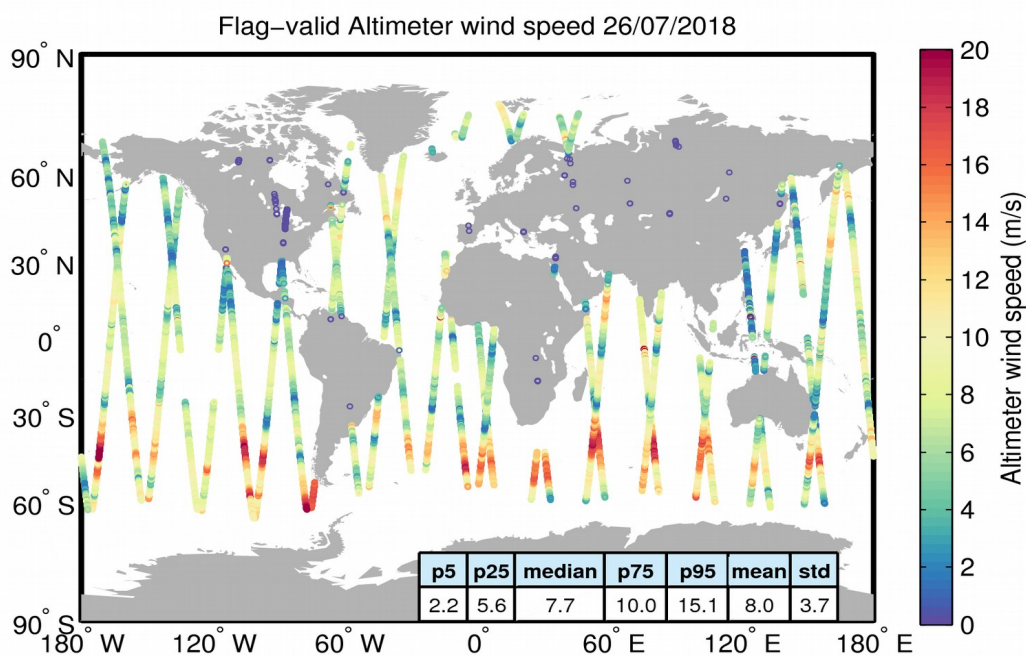 Flag−valid Altimeter wind speed 26/07/2018
90° N
60° N
30° N
0°
30° S
60° S
90° S
180° W
120° W
60° W
0°
60° E
120° E
180° E
p5 p25 median p75 p95 mean std
2.2 5.6 7.7 10.0 15.1 8.0 3.7
20
18
16
14
12
10
8
6
4
2
0
Altimeter wind speed (m/s)